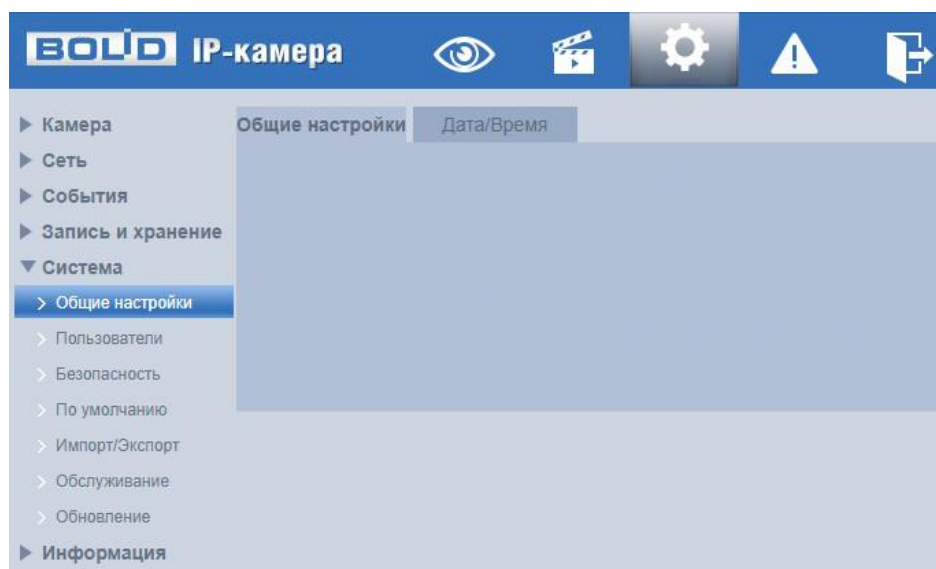 BOLID IP-камера
Камера
Сеть
События
Запись и хранение
Система
Общие настройки
Пользователи
Безопасность
По умолчанию
Импорт/Экспорт
Обслуживание
Обновление
Информация
Общие настройки Дата/Время